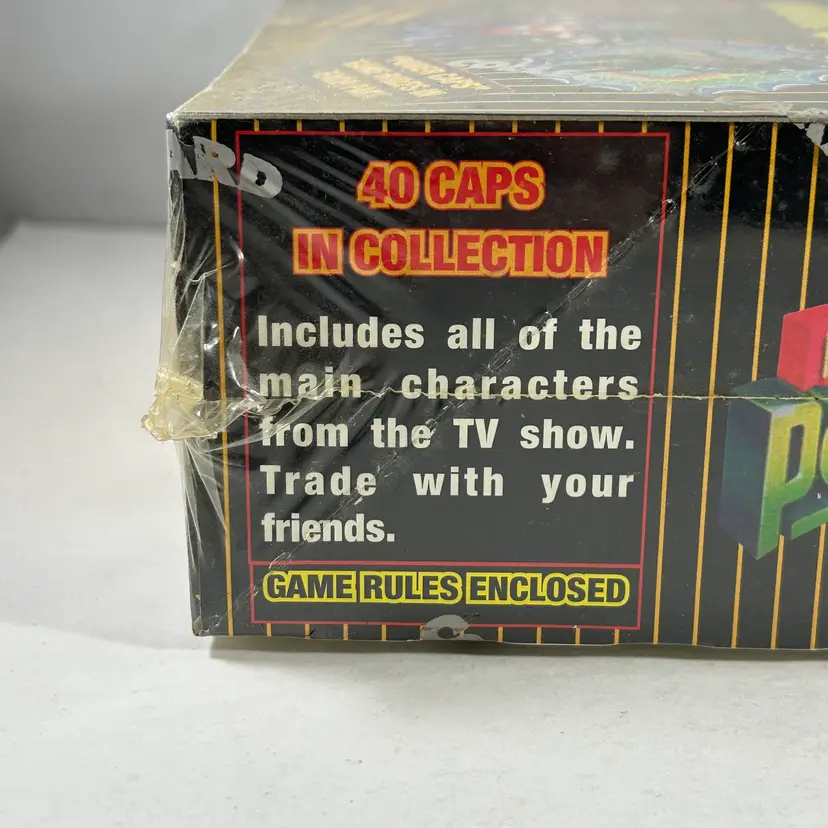 ARD
40 CAPS
IN COLLECTION
Includes all of the
main characters
from the TV show.
Trade with your
friends.
GAME RULES ENCLOSED